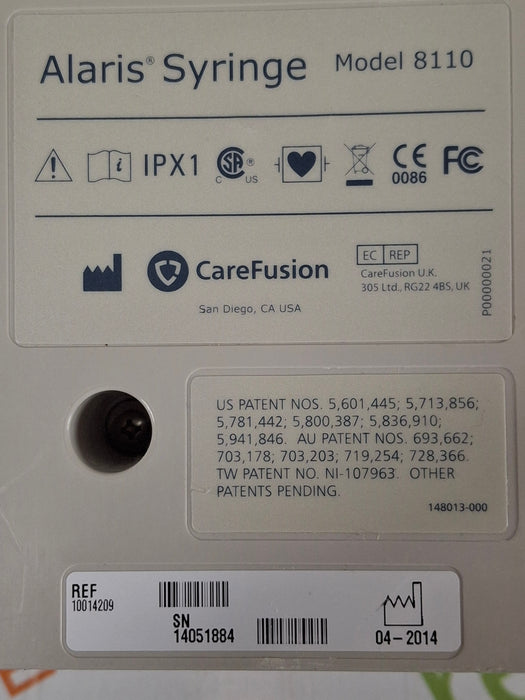 Alaris® Syringe Model 8110
i IPX1 CSA ® C US CE 0086 FC
CareFusion
San Diego, CA USA
EC REP
CareFusion U.K.
305 Ltd., RG22 4BS, UK
P00000021
US PATENT NOS. 5,601,445; 5,713,856;
5,781,442; 5,800,387; 5,836,910;
5,941,846. AU PATENT NOS. 693,662;
703,178; 703,203; 719,254; 728,366.
TW PATENT NO. NI-107963. OTHER
PATENTS PENDING.
148013-000
REF
10014209
SN
14051884
04-2014